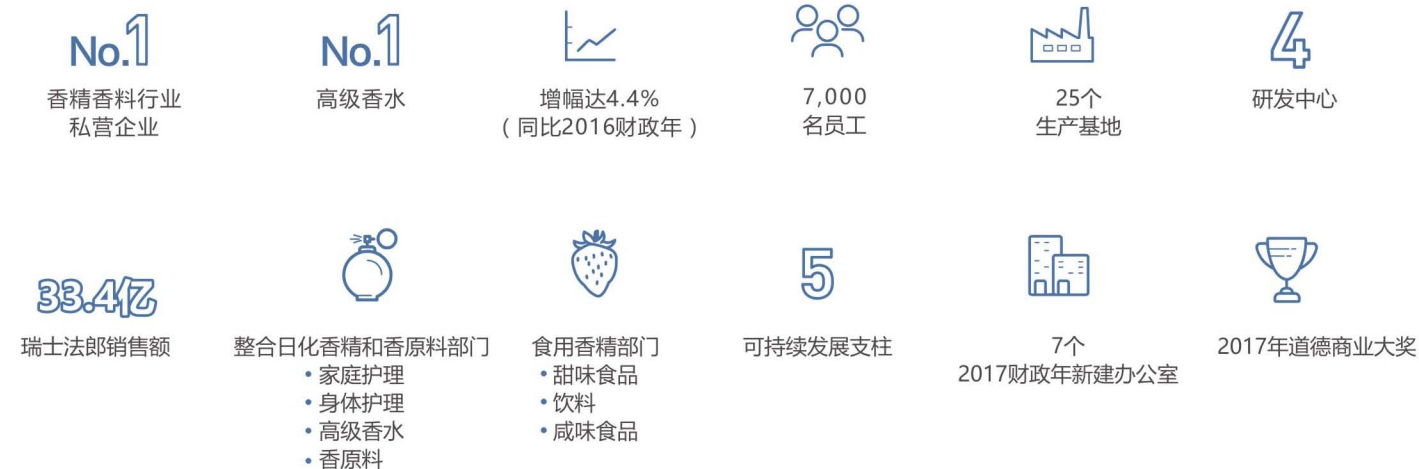 No.1
香精香料行业
私营企业
No.1
高级香水
增幅达4.4%
（同比2016财政年）
7,000
名员工
25个
生产基地
4
研发中心
33.4亿
瑞士法郎销售额
整合日化香精和香原料部门
• 家庭护理
• 身体护理
• 高级香水
• 香原料
食用香精部门
• 甜味食品
• 饮料
• 咸味食品
5
可持续发展支柱
7个
2017财政年新建办公室
2017年道德商业大奖